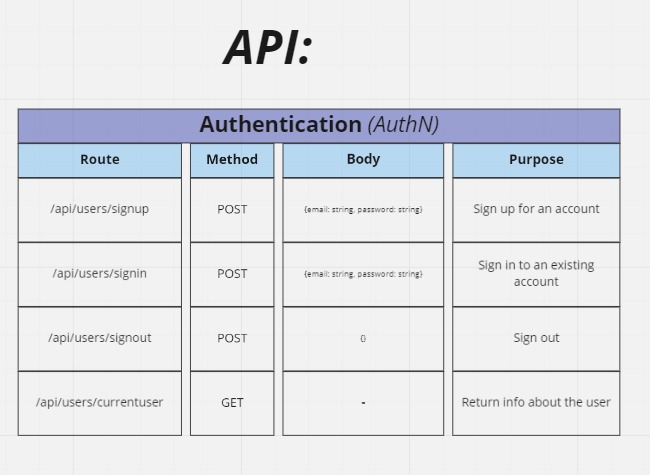 API:
Authentication (AuthN)
Route Method Body Purpose
/api/users/signup POST {email: string, password: string} Sign up for an account
/api/users/signin POST {email: string, password: string} Sign in to an existing
account
/api/users/signout POST {} Sign out
/api/users/currentuser GET - Return info about the user